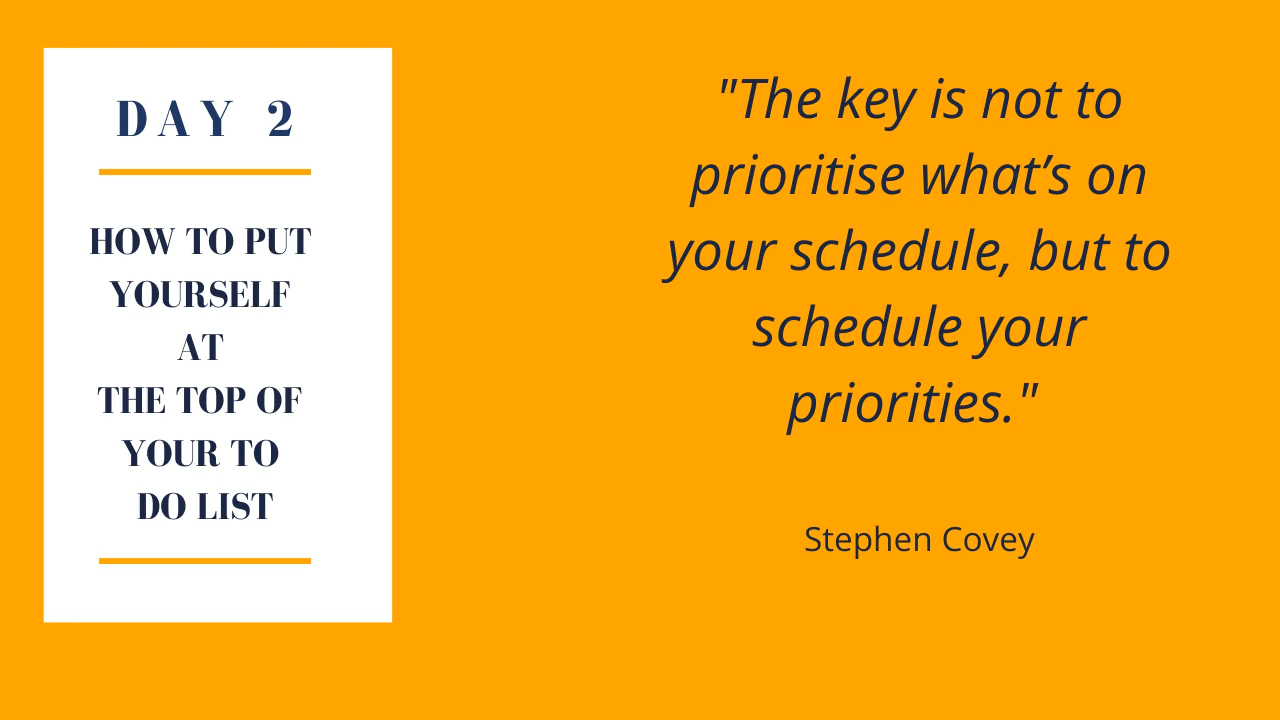 DAY 2
HOW TO PUT
YOURSELF
AT
THE TOP OF
YOUR TO
DO LIST
"The key is not to
prioritise what’s on
your schedule, but to
schedule your
priorities."
Stephen Covey